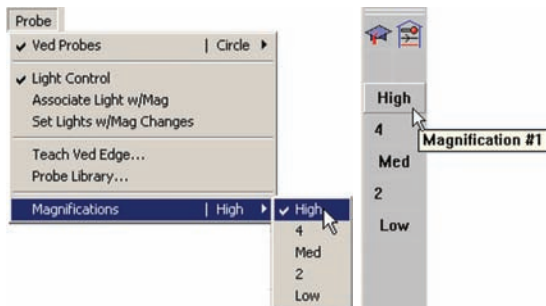 Probe
Ved Probes | Circle
Light Control
Associate Light w/Mag
Set Lights w/Mag Changes
Teach Ved Edge...
Probe Library...
Magnifications | High
High
4
Med
2
Low
High
Magnification #1
4
Med
2
Low